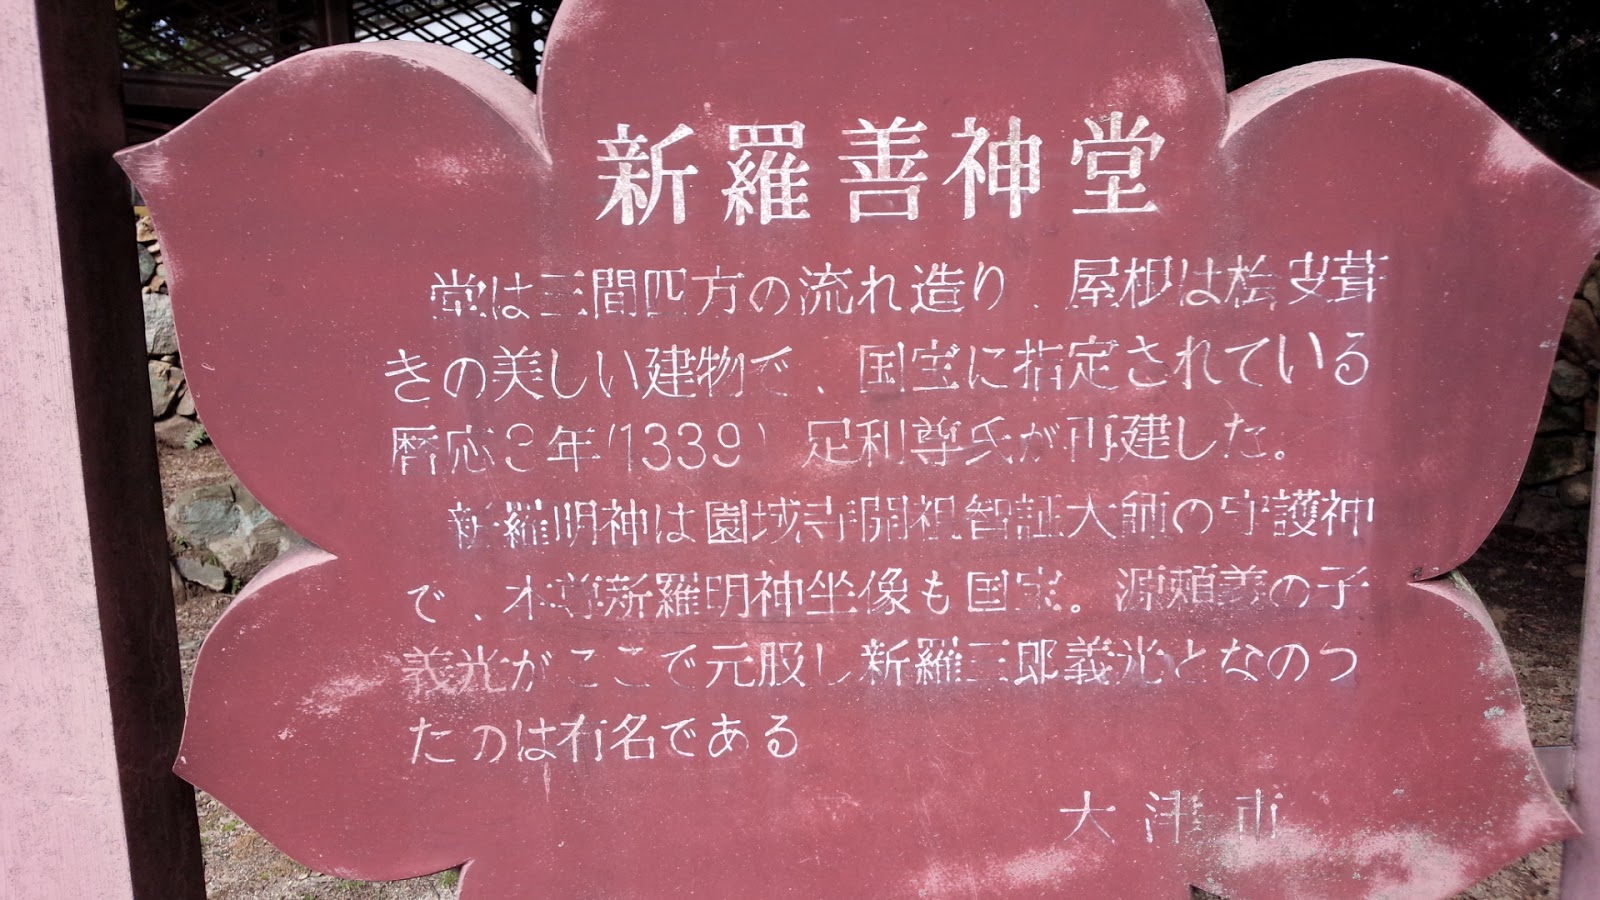 新羅善神堂
堂は三間四方の流れ造り、屋根は桧皮葺
きの美しい建物で、国宝に指定されている
暦応3年(1339)足利尊氏が再建した。
新羅明神は園城寺開祖智証大師の守護神
で、本尊新羅明神坐像も国宝。源頼義の子
義光がここで元服し新羅三郎義光となのつ
たのは有名である
大津市